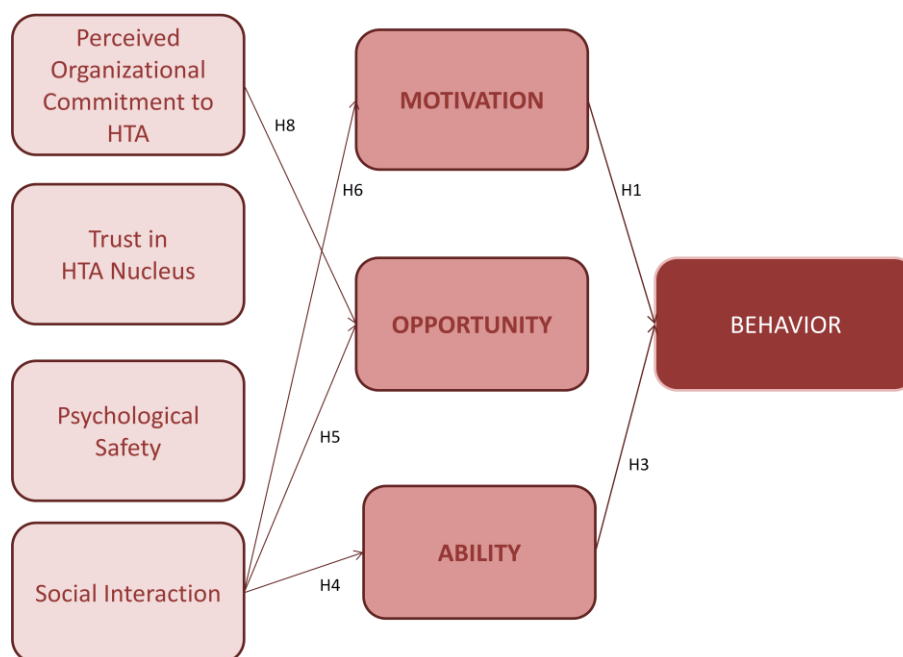 Perceived
Organizational
Commitment to
HTA
MOTIVATION
H8
H6
H1
Trust in
HTA Nucleus
OPPORTUNITY
BEHAVIOR
Psychological
Safety
H5
H3
ABILITY
Social Interaction
H4